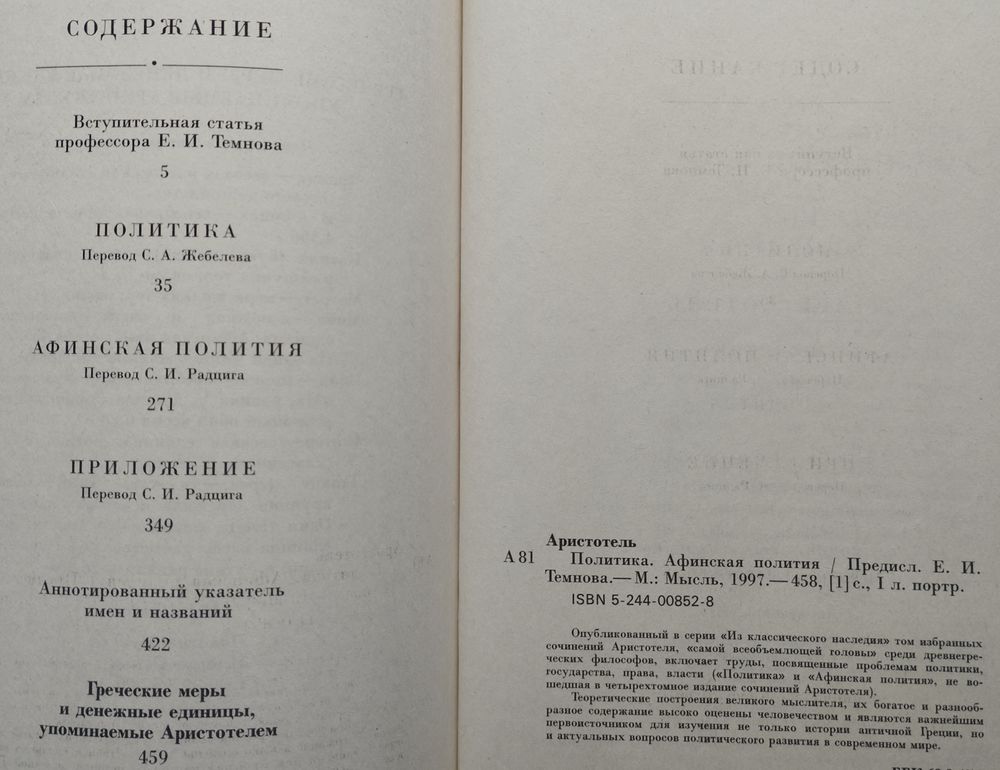 СОДЕРЖАНИЕ
Вступительная статья
профессора Е. И. Темнова
5
ПОЛИТИКА
Перевод С. А. Жебелева
35
АФИНСКАЯ ПОЛИТИЯ
Перевод С. И. Радцига
271
ПРИЛОЖЕНИЕ
Перевод С. И. Радцига
349
Аннотированный указатель
имен и названий
422
Греческие меры
и денежные единицы,
упоминаемые Аристотелем
459
Аристотель
А 81 Политика. Афинская полития / Предисл. Е. И.
Темнова.— М.: Мысль, 1997.— 458, [1] с., 1 л. портр.
ISBN 5-244-00852-8
Опубликованный в серии «Из классического наследия» том избранных
сочинений Аристотеля, «самой всеобъемлющей головы» среди древнегре-
ческих философов, включает труды, посвященные проблемам политики,
государства, права, власти («Политика» и «Афинская полития», не во-
шедшая в четырехтомное издание сочинений Аристотеля).
Теоретические построения великого мыслителя, их богатое и разнооб-
разное содержание высоко оценены человечеством и являются важнейшим
первоисточником для изучения не только истории античной Греции, но
и актуальных вопросов политического развития в современном мире.